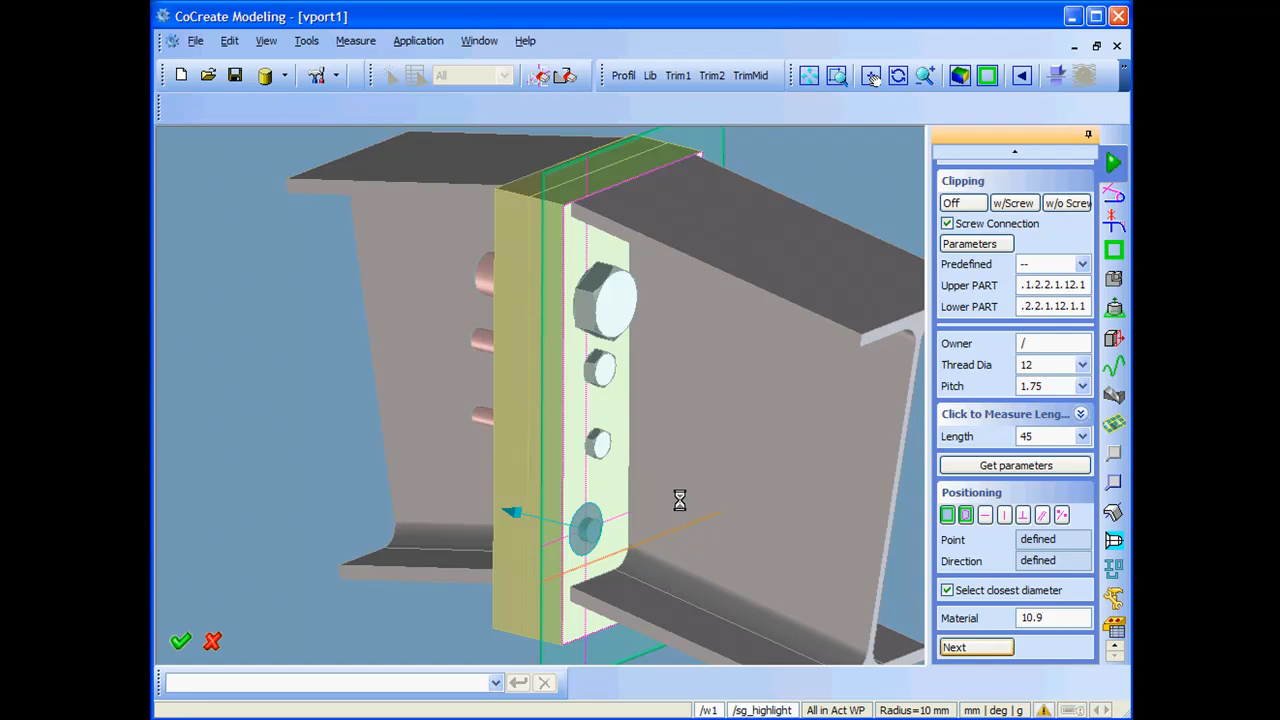 CoCreate Modeling - [vport1]
File Edit View Tools Measure Application Window Help
All Profil Lib Trim1 Trim2 TrimMid
Clipping
Off w/Screw w/o Screw
Screw Connection
Parameters
Predefined --
Upper PART .1.2.2.1.12.1
Lower PART .2.2.1.12.1.1
Owner /
Thread Dia 12
Pitch 1.75
Click to Measure Leng...
Length 45
Get parameters
Positioning
Point defined
Direction defined
Select closest diameter
Material 10.9
Next
/w1 /sg_highlight All in Act WP Radius=10 mm mm | deg | g